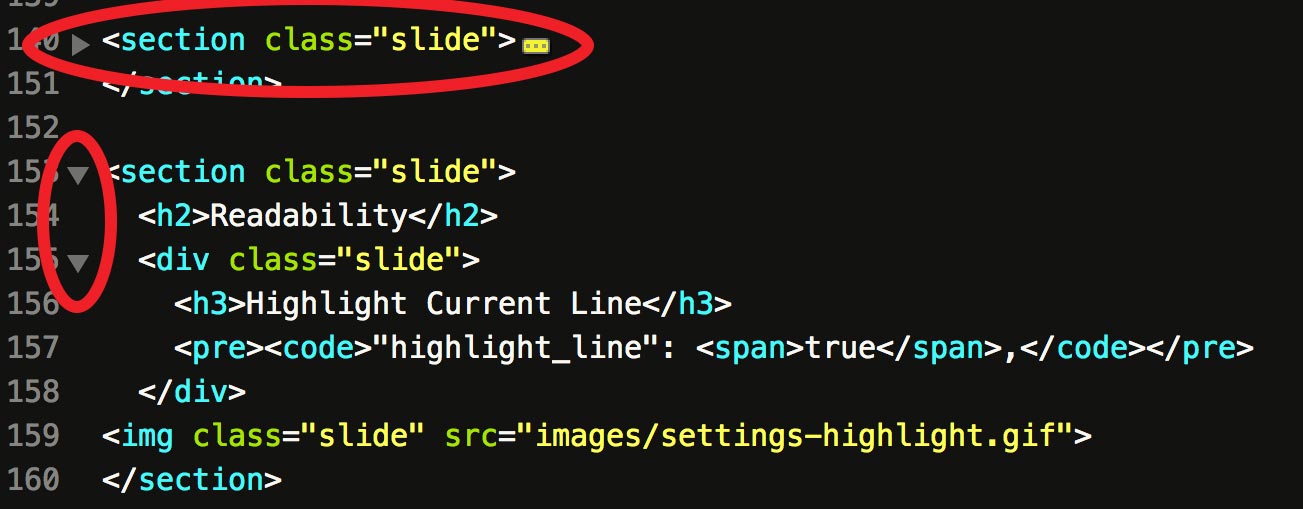 139
140 <section class="slide">
151 </section>
152
153 <section class="slide">
154 <h2>Readability</h2>
155 <div class="slide">
156 <h3>Highlight Current Line</h3>
157 <pre><code>"highlight_line": <span>true</span>,</code></pre>
158 </div>
159 <img class="slide" src="images/settings-highlight.gif">
160 </section>